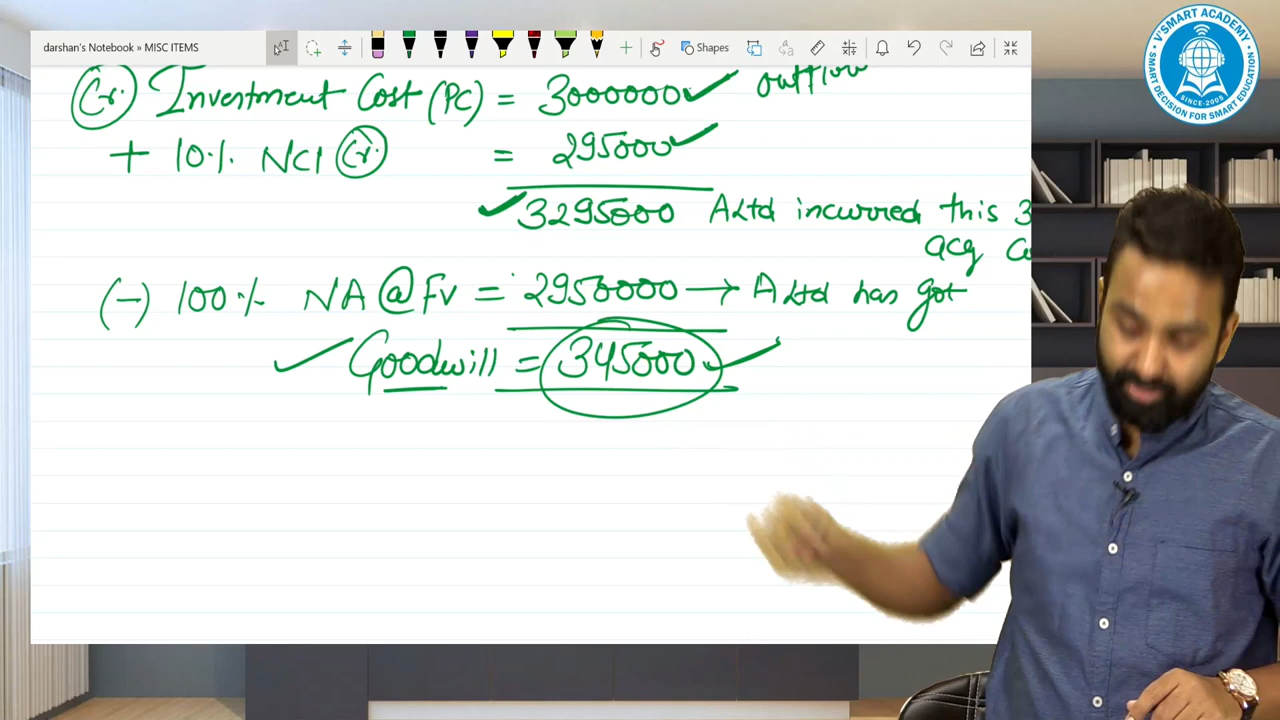 darshan's Notebook » MISC ITEMS
Shapes
V'SMART ACADEMY
SINCE-2005
SMART DECISION FOR SMART EDUCATION
(Cr.) Investment Cost (PC) = 3000000 outflow
+ 10% NCI (Cr.) = 295000
3295000 A Ltd incurred this 3
acq
(-) 100% NA @ FV = 2950000 → A Ltd has got
Goodwill = 345000